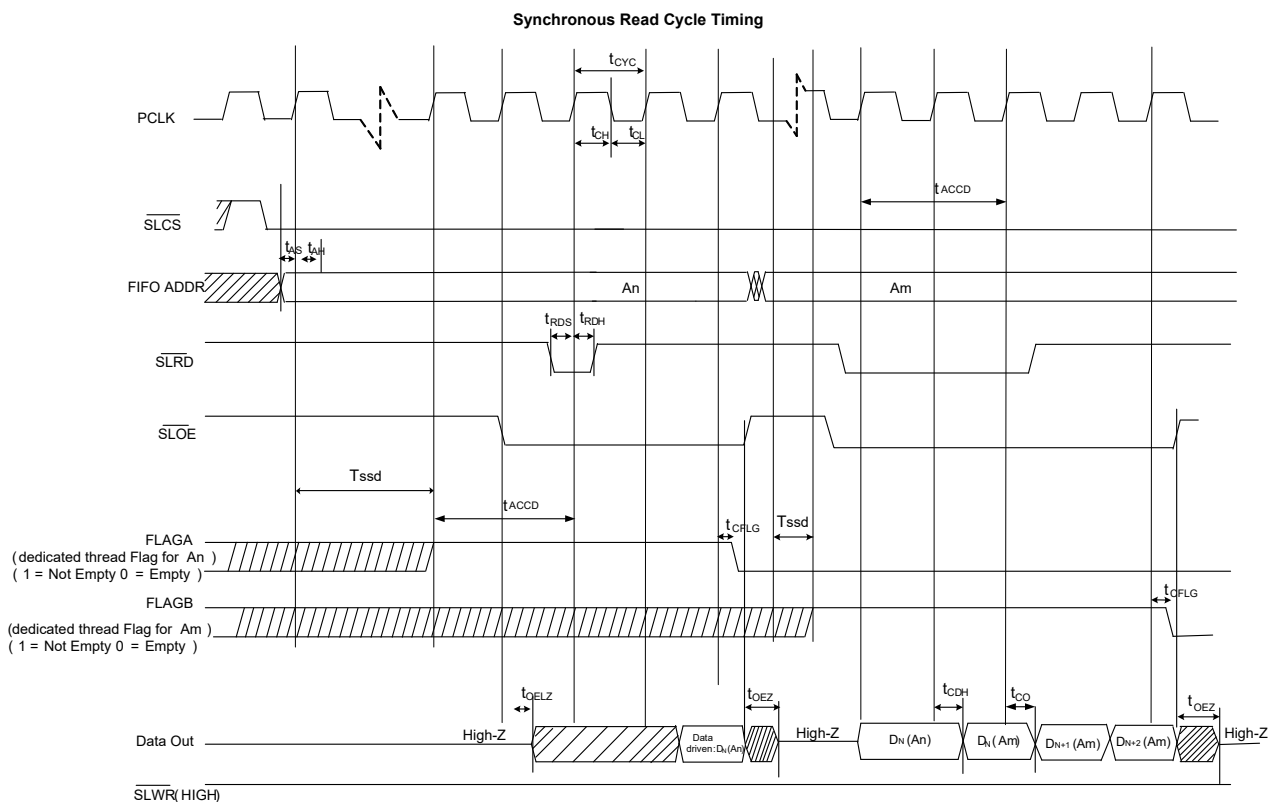 Synchronous Read Cycle Timing
tCYC
PCLK
tCH
tCL
tACCD
SLCS
tAS
tAH
FIFO ADDR
An
Am
tRDS
tRDH
SLRD
SLOE
Tssd
tACCD
tCFLG
Tssd
FLAGA
(dedicated thread Flag for An )
( 1 = Not Empty 0 = Empty )
FLAGB
(dedicated thread Flag for Am )
( 1 = Not Empty 0 = Empty )
tCFLG
tOELZ
tOEZ
tCDH
tCO
tOEZ
Data Out
High-Z
Data
driven:DN(An)
High-Z
DN(An)
DN(Am)
DN+1(Am)
DN+2(Am)
High-Z
SLWR(HIGH)